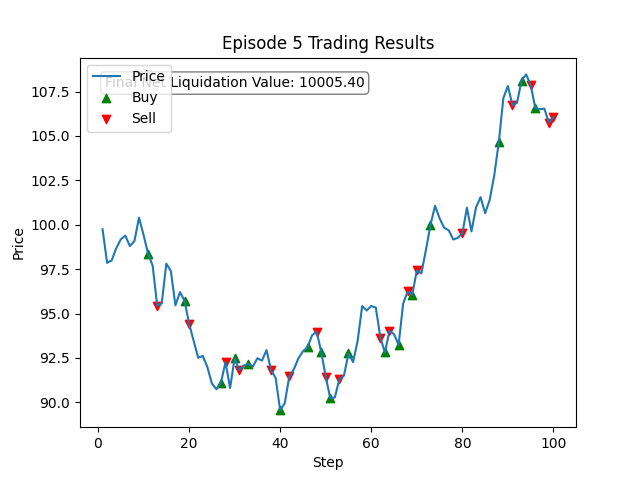 Episode 5 Trading Results
Final Net Liquidation Value: 10005.40
Price
Buy
Sell
107.5
105.0
102.5
100.0
97.5
95.0
92.5
90.0
Price
0 20 40 60 80 100
Step